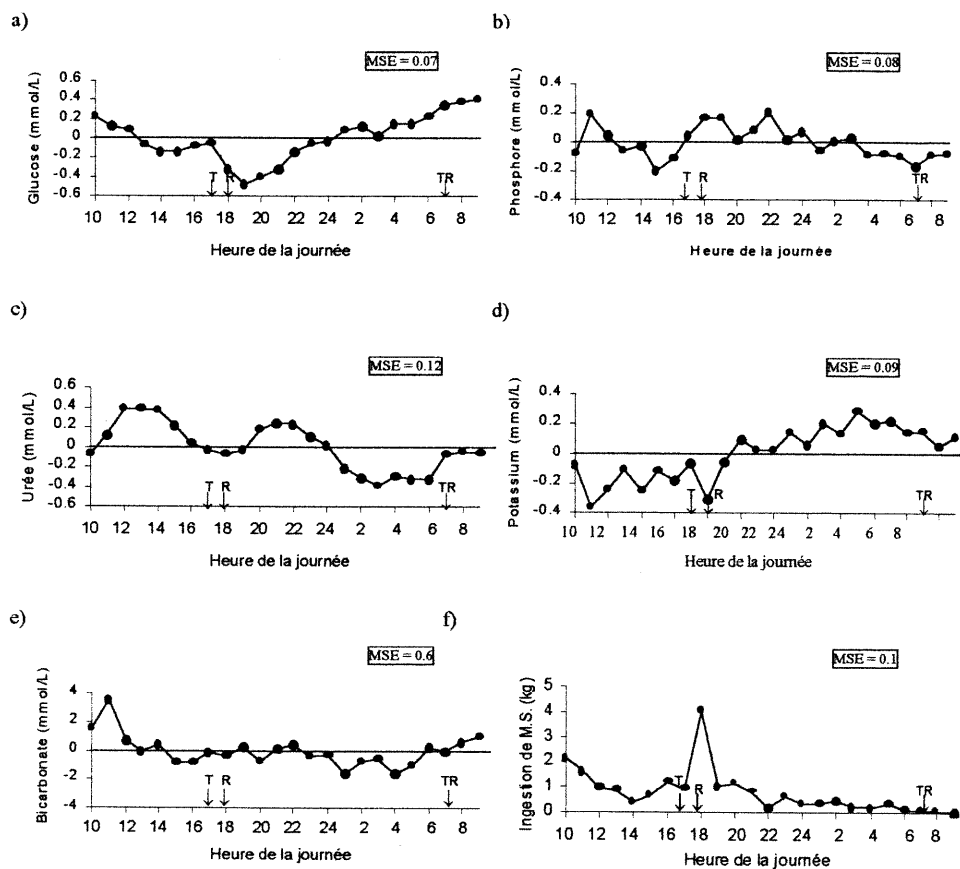 a)
MSE = 0.07
Glucose (mmol/L)
0.6
0.4
0.2
0
-0.2
-0.4
-0.6
T R TR
10 12 14 16 18 20 22 24 2 4 6 8
Heure de la journée
b)
MSE = 0.08
Phosphore (mmol/L)
0.4
0.2
0
-0.2
-0.4
T R TR
10 12 14 16 18 20 22 24 2 4 6 8
Heure de la journée
c)
MSE = 0.12
Urée (mmol/L)
0.6
0.4
0.2
0
-0.2
-0.4
-0.6
T R TR
10 12 14 16 18 20 22 24 2 4 6 8
Heure de la journée
d)
MSE = 0.09
Potassium (mmol/L)
0.4
0.2
0
-0.2
-0.4
T R TR
10 12 14 16 18 20 22 24 2 4 6 8
Heure de la journée
e)
MSE = 0.6
Bicarbonate (mmol/L)
4
2
0
-2
-4
T R TR
10 12 14 16 18 20 22 24 2 4 6 8
Heure de la journée
f)
MSE = 0.1
Ingestion de M.S. (kg)
5
4
3
2
1
0
T R TR
10 12 14 16 18 20 22 24 2 4 6 8
Heure de la journée